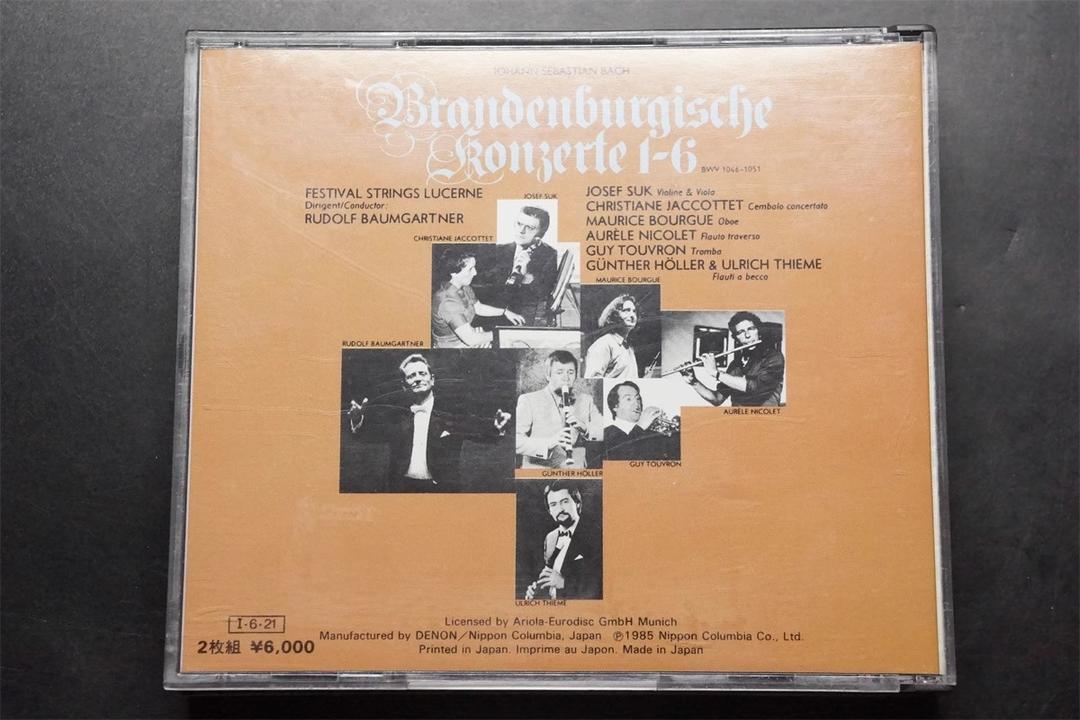 JOHANN SEBASTIAN BACH
Brandenburgische
Konzerte 1-6
BWV 1046-1051
FESTIVAL STRINGS LUCERNE
Dirigent/Conductor:
RUDOLF BAUMGARTNER
JOSEF SUK Violine & Viola
CHRISTIANE JACCOTTET Cembalo concertato
MAURICE BOURGUE Oboe
AURÈLE NICOLET Flauto traverso
GUY TOUVRON Tromba
GÜNTHER HÖLLER & ULRICH THIEME
Flauti a becco
JOSEF SUK
CHRISTIANE JACCOTTET
MAURICE BOURGUE
RUDOLF BAUMGARTNER
AURÈLE NICOLET
GUY TOUVRON
GÜNTHER HÖLLER
ULRICH THIEME
I·6·21
2枚組 ¥6,000
Licensed by Ariola-Eurodisc GmbH Munich
Manufactured by DENON/Nippon Columbia, Japan ℗1985 Nippon Columbia Co., Ltd.
Printed in Japan. Imprime au Japon. Made in Japan